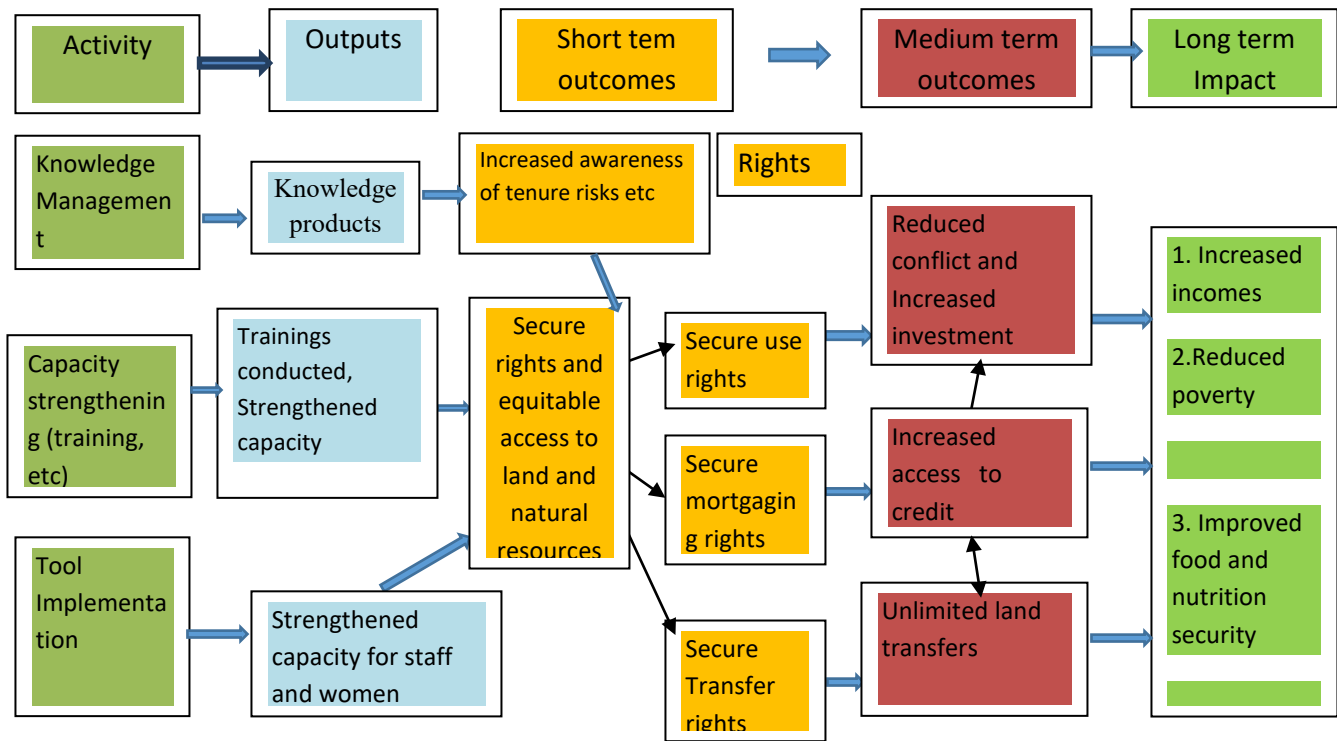 Activity
Outputs
Short tem
outcomes
Medium term
outcomes
Long term
Impact
Knowledge
Managemen
t
Knowledge
products
Increased awareness
of tenure risks etc
Rights
Reduced
conflict and
Increased
investment
1. Increased
incomes
2.Reduced
poverty
3. Improved
food and
nutrition
security
Capacity
strengthenin
g (training,
etc)
Trainings
conducted,
Strengthened
capacity
Secure
rights and
equitable
access to
land and
natural
resources
Secure use
rights
Secure
mortgagin
g rights
Increased
access to
credit
Tool
Implementa
tion
Strengthened
capacity for staff
and women
Secure
Transfer
rights
Unlimited land
transfers